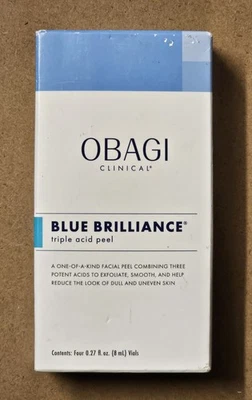 OBAGI
CLINICAL®
BLUE BRILLIANCE®
triple acid peel
A ONE-OF-A-KIND FACIAL PEEL COMBINING THREE
POTENT ACIDS TO EXFOLIATE, SMOOTH, AND HELP
REDUCE THE LOOK OF DULL AND UNEVEN SKIN
Contents: Four 0.27 fl. oz. (8 mL) Vials